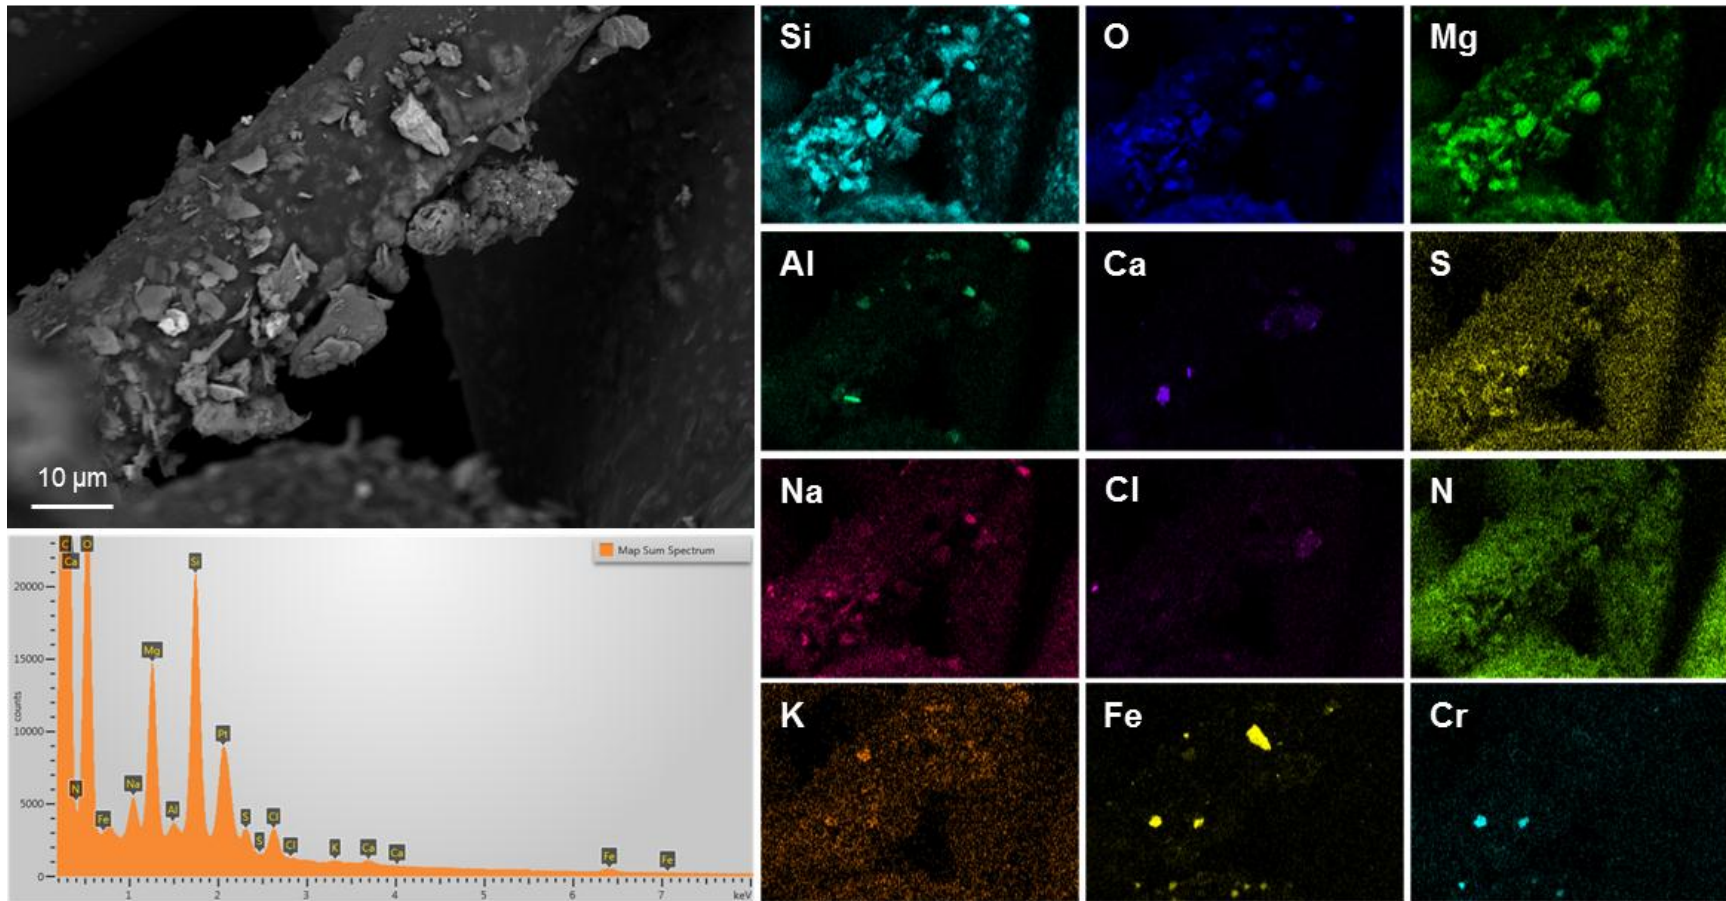 10 µm
Si
O
Mg
Al
Ca
S
Na
Cl
N
K
Fe
Cr
Map Sum Spectrum
C
O
Ca
Si
Mg
Pt
N
Na
Fe
Al
S
S
Cl
Cl
K
Ca
Ca
Fe
Fe
20000
15000
10000
5000
0
counts
1
2
3
4
5
6
7
keV